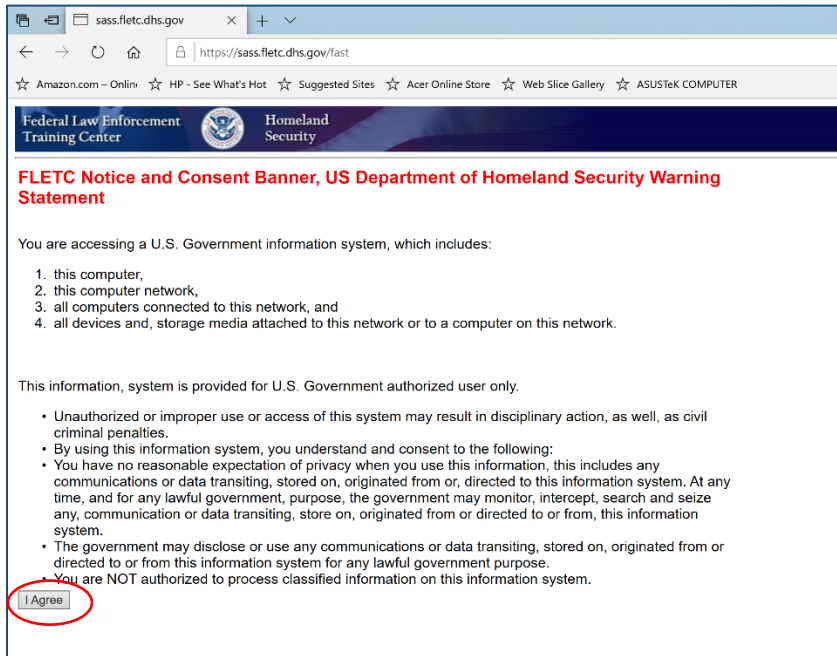 sass.fletc.dhs.gov
https://sass.fletc.dhs.gov/fast
Amazon.com – Onlin HP - See What's Hot Suggested Sites Acer Online Store Web Slice Gallery ASUSTeK COMPUTER
Federal Law Enforcement
Training Center
Homeland
Security
FLETC Notice and Consent Banner, US Department of Homeland Security Warning
Statement
You are accessing a U.S. Government information system, which includes:
1. this computer,
2. this computer network,
3. all computers connected to this network, and
4. all devices and, storage media attached to this network or to a computer on this network.
This information, system is provided for U.S. Government authorized user only.
• Unauthorized or improper use or access of this system may result in disciplinary action, as well, as civil
criminal penalties.
• By using this information system, you understand and consent to the following:
• You have no reasonable expectation of privacy when you use this information, this includes any
communications or data transiting, stored on, originated from or, directed to this information system. At any
time, and for any lawful government, purpose, the government may monitor, intercept, search and seize
any, communication or data transiting, store on, originated from or directed to or from, this information
system.
• The government may disclose or use any communications or data transiting, stored on, originated from or
directed to or from this information system for any lawful government purpose.
• You are NOT authorized to process classified information on this information system.
I Agree